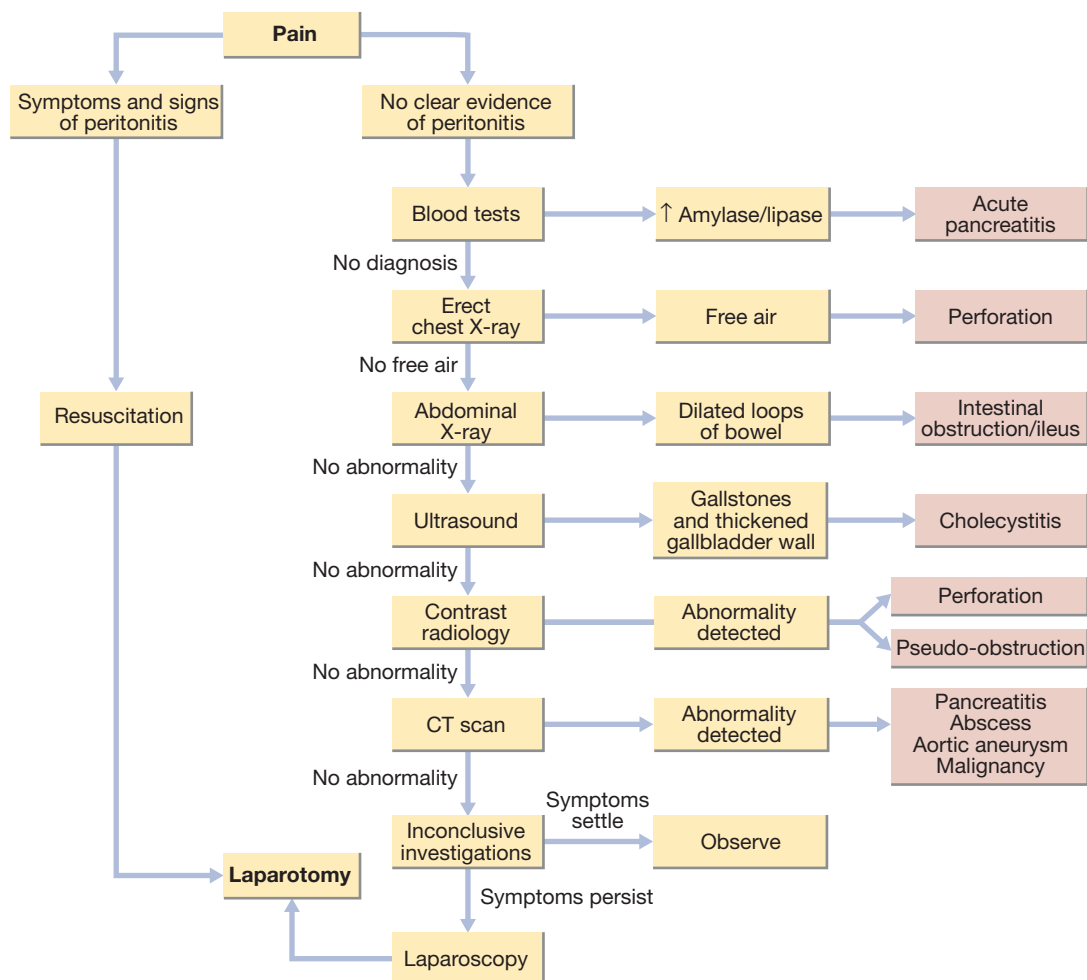 Pain
Symptoms and signs
of peritonitis
No clear evidence
of peritonitis
Blood tests
↑ Amylase/lipase
Acute
pancreatitis
No diagnosis
Erect
chest X-ray
Free air
Perforation
No free air
Resuscitation
Abdominal
X-ray
Dilated loops
of bowel
Intestinal
obstruction/ileus
No abnormality
Ultrasound
Gallstones
and thickened
gallbladder wall
Cholecystitis
No abnormality
Contrast
radiology
Abnormality
detected
Perforation
Pseudo-obstruction
No abnormality
CT scan
Abnormality
detected
Pancreatitis
Abscess
Aortic aneurysm
Malignancy
No abnormality
Inconclusive
investigations
Symptoms
settle
Observe
Laparotomy
Symptoms persist
Laparoscopy